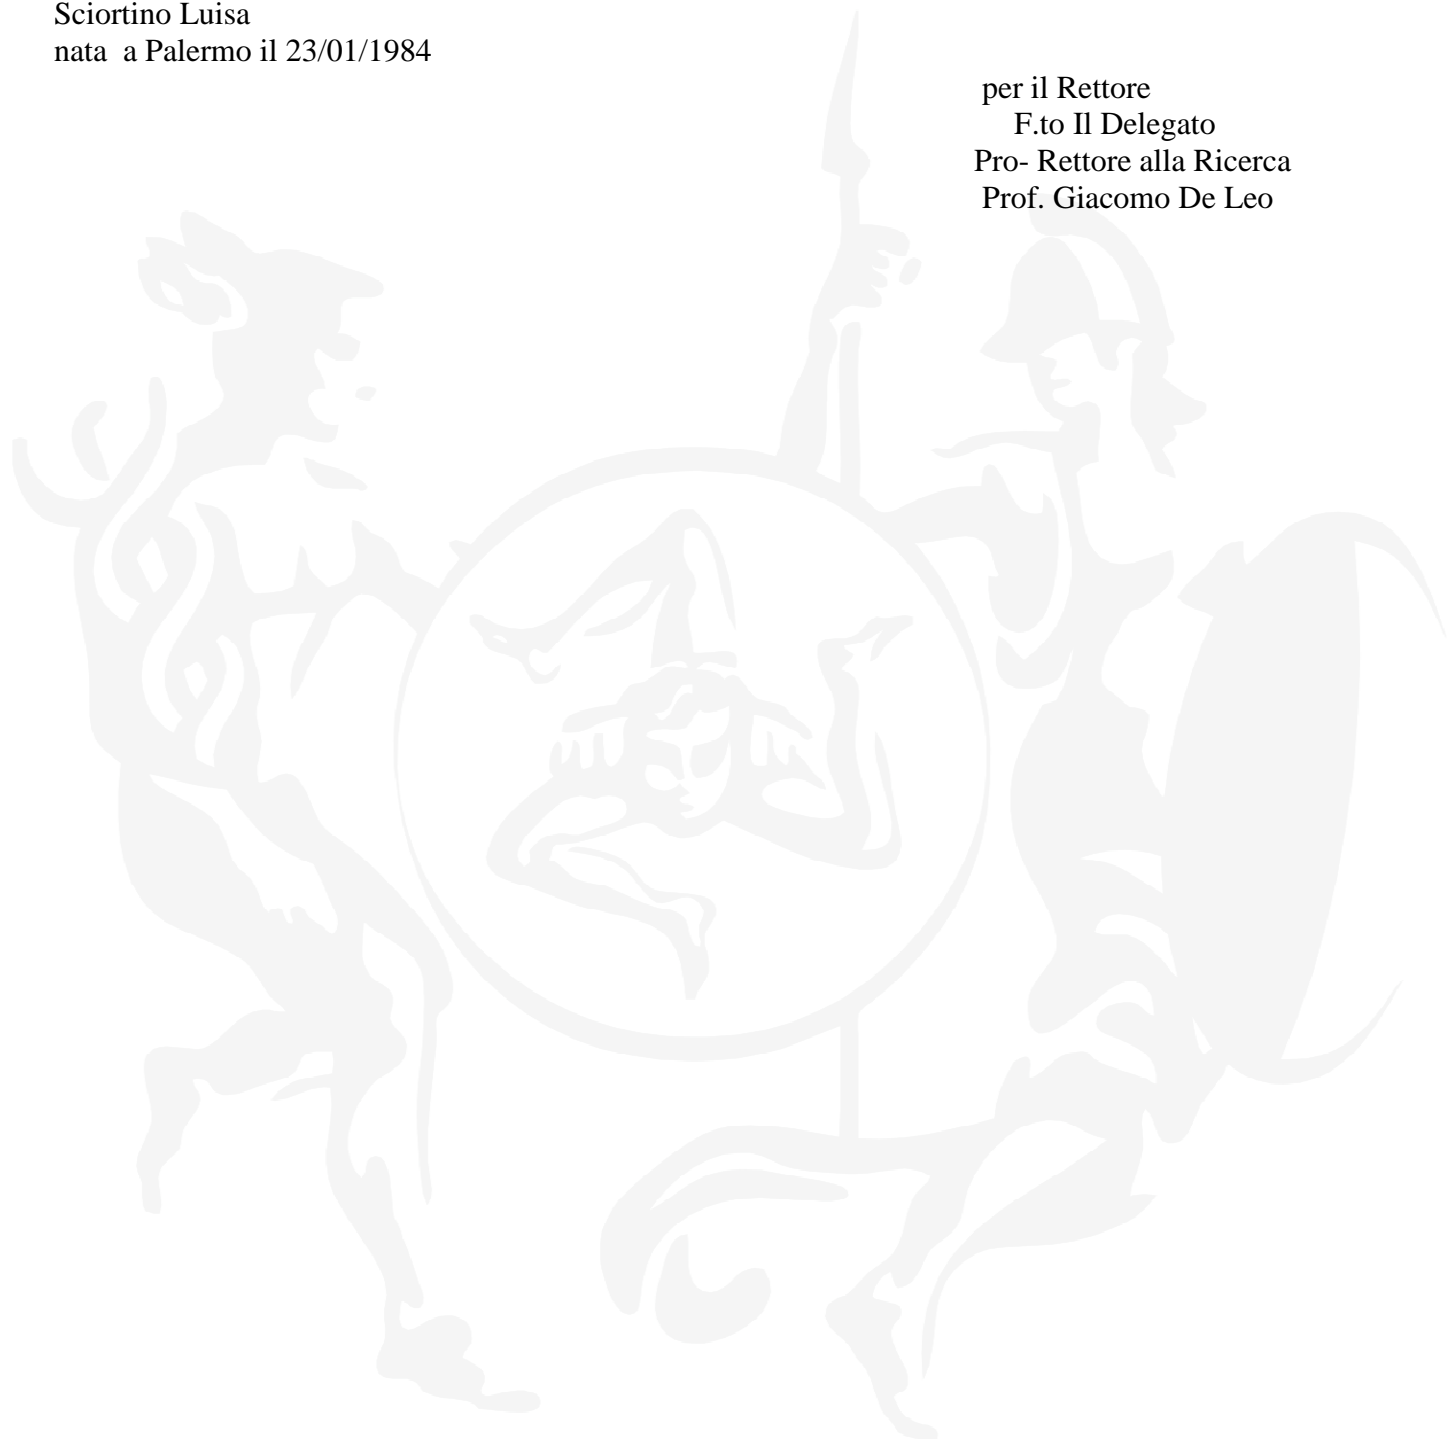 Sciortino Luisa
nata  a Palermo il 23/01/1984
per il Rettore
F.to Il Delegato
Pro- Rettore alla Ricerca
Prof. Giacomo De Leo